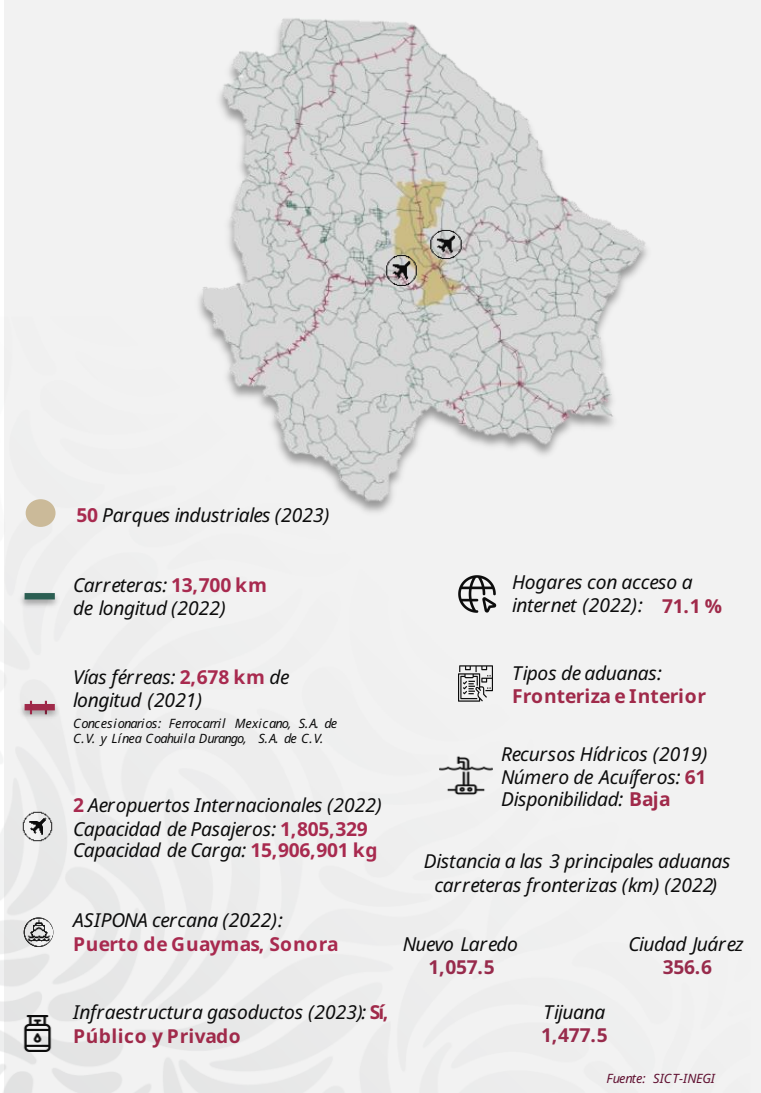 50 Parques industriales (2023)
Carreteras: 13,700 km
de longitud (2022)
Vías férreas: 2,678 km de
longitud (2021)
Concesionarios: Ferrocarril Mexicano, S.A. de
C.V. y Línea Coahuila Durango, S.A. de C.V.
2 Aeropuertos Internacionales (2022)
Capacidad de Pasajeros: 1,805,329
Capacidad de Carga: 15,906,901 kg
ASIPONA cercana (2022):
Puerto de Guaymas, Sonora
Infraestructura gasoductos (2023): Sí,
Público y Privado
Hogares con acceso a
internet (2022): 71.1 %
Tipos de aduanas:
Fronteriza e Interior
Recursos Hídricos (2019)
Número de Acuíferos: 61
Disponibilidad: Baja
Distancia a las 3 principales aduanas
carreteras fronterizas (km) (2022)
Nuevo Laredo
1,057.5
Ciudad Juárez
356.6
Tijuana
1,477.5
Fuente: SICT-INEGI